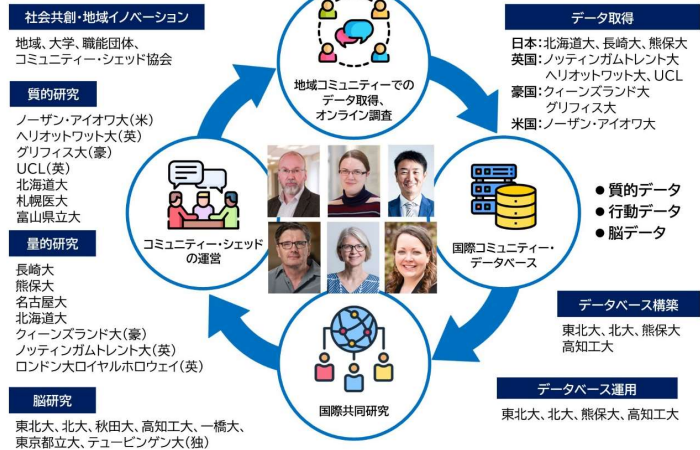 社会共創・地域イノベーション
地域、大学、職能団体、
コミュニティー・シェッド協会
質的研究
ノーザン・アイオワ大(米)
ヘリオットワット大(英)
グリフィス大(豪)
UCL(英)
北海道大
札幌医大
富山県立大
量的研究
長崎大
熊保大
名古屋大
北海道大
クィーンズランド大(豪)
ノッティンガムトレント大(英)
ロンドン大ロイヤルホロウェイ(英)
脳研究
東北大、北大、秋田大、高知工大、一橋大、
東京都立大、テュービンゲン大(独)
地域コミュニティーでの
データ取得、
オンライン調査
コミュニティー・シェッド
の運営
国際コミュニティー・
データベース
国際共同研究
データ取得
日本:北海道大、長崎大、熊保大
英国:ノッティンガムトレント大
ヘリオットワット大、UCL
豪国:クィーンズランド大
グリフィス大
米国:ノーザン・アイオワ大
● 質的データ
● 行動データ
● 脳データ
データベース構築
東北大、北大、熊保大
高知工大
データベース運用
東北大、北大、熊保大、高知工大